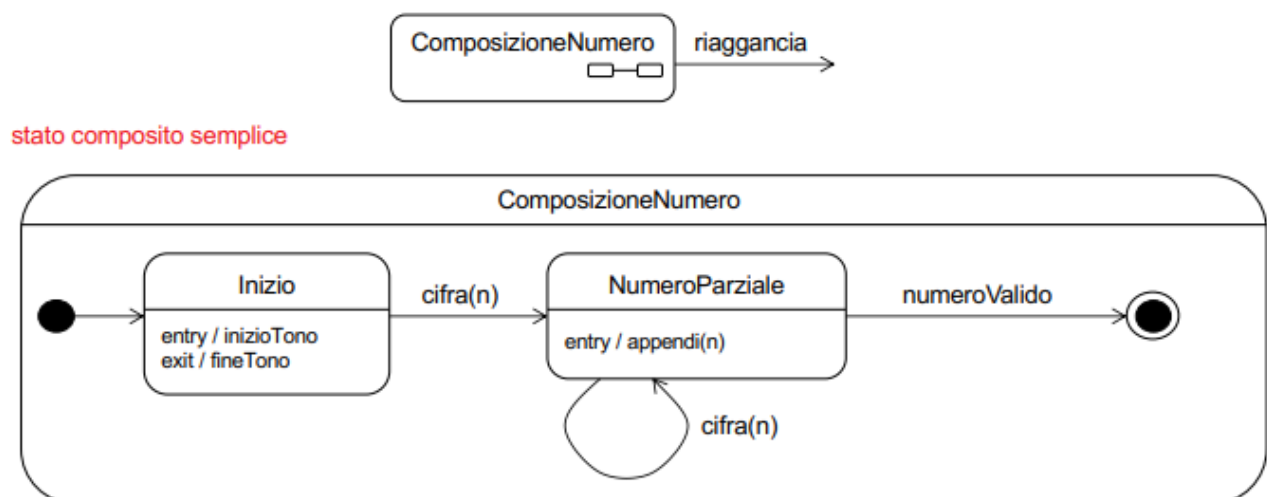 ComposizioneNumero
riaggancia
stato composito semplice
ComposizioneNumero
Inizio
entry / inizioTono
exit / fineTono
cifra(n)
NumeroParziale
entry / appendi(n)
cifra(n)
numeroValido